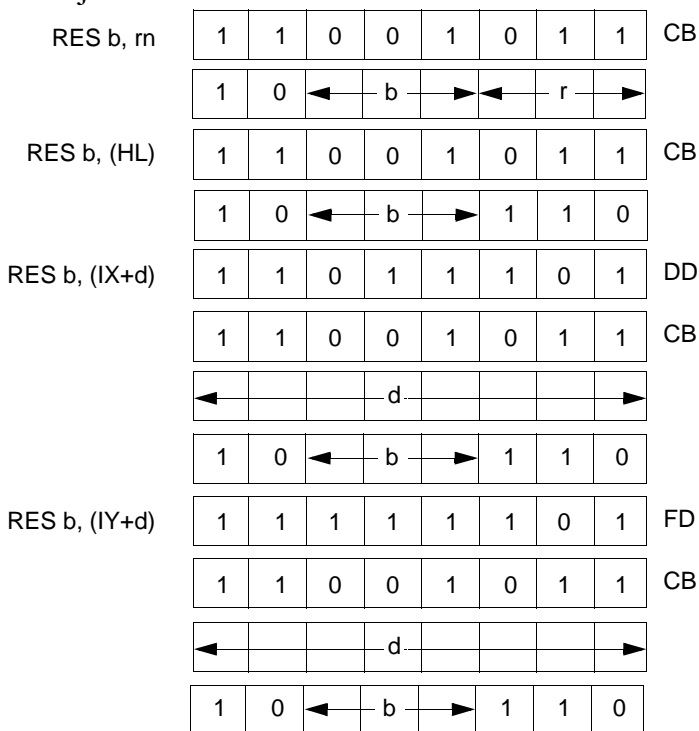 RES b, rn 1 1 0 0 1 0 1 1 CB
1 0 b r
RES b, (HL) 1 1 0 0 1 0 1 1 CB
1 0 b 1 1 0
RES b, (IX+d) 1 1 0 1 1 1 0 1 DD
1 1 0 0 1 0 1 1 CB
d
1 0 b 1 1 0
RES b, (IY+d) 1 1 1 1 1 1 0 1 FD
1 1 0 0 1 0 1 1 CB
d
1 0 b 1 1 0